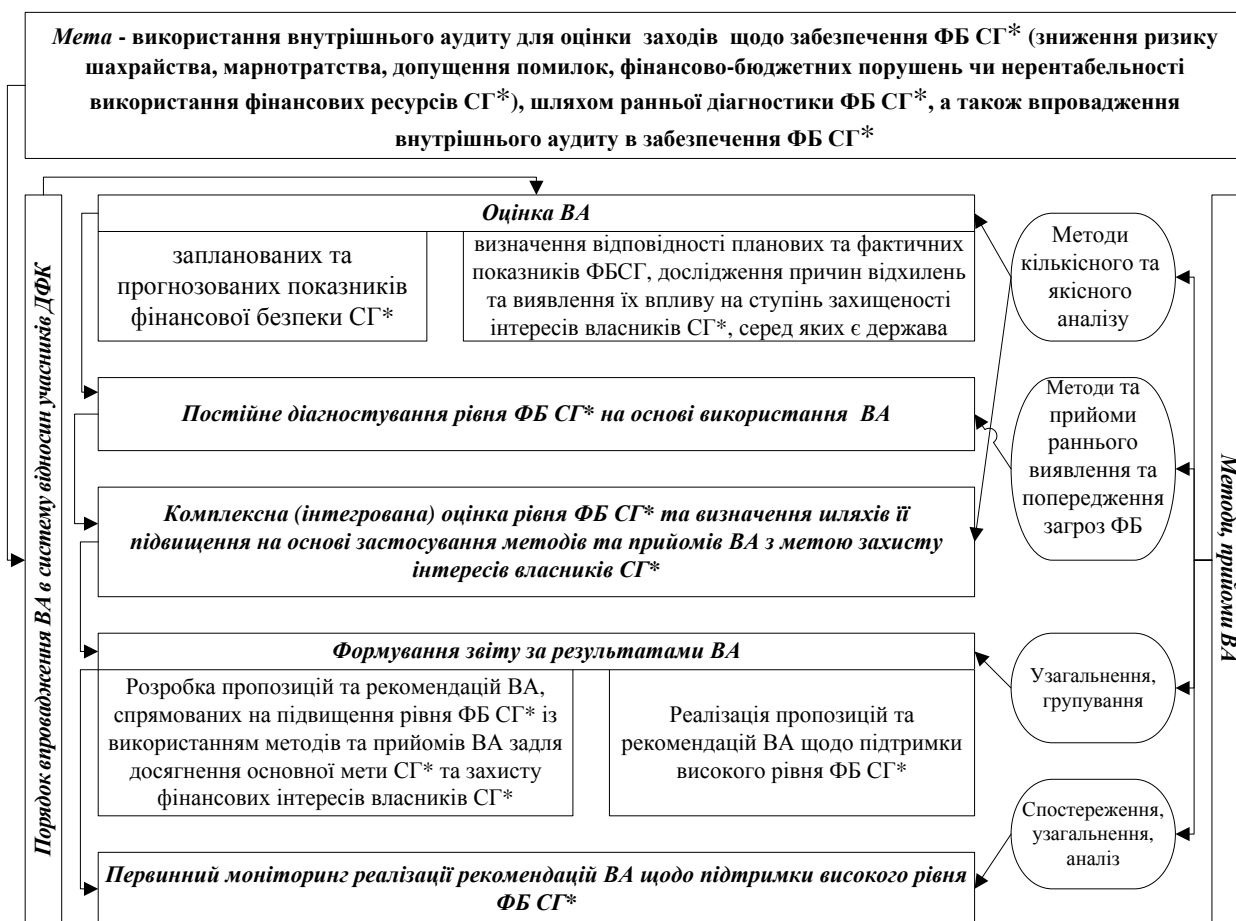 Мета - використання внутрішнього аудиту для оцінки заходів щодо забезпечення ФБ СГ* (зниження ризику
шахрайства, марнотратства, допущення помилок, фінансово-бюджетних порушень чи нерентабельності
використання фінансових ресурсів СГ*), шляхом ранньої діагностики ФБ СГ*, а також впровадження
внутрішнього аудиту в забезпечення ФБ СГ*
Порядок впровадження ВА в систему відносин учасників ДФК
Оцінка ВА
запланованих та
прогнозованих показників
фінансової безпеки СГ*
визначення відповідності планових та фактичних
показників ФБСГ, дослідження причин відхилень
та виявлення їх впливу на ступінь захищеності
інтересів власників СГ*, серед яких є держава
Постійне діагностування рівня ФБ СГ* на основі використання ВА
Комплексна (інтегрована) оцінка рівня ФБ СГ* та визначення шляхів її
підвищення на основі застосування методів та прийомів ВА з метою захисту
інтересів власників СГ*
Формування звіту за результатами ВА
Розробка пропозицій та рекомендацій ВА,
спрямованих на підвищення рівня ФБ СГ* із
використанням методів та прийомів ВА задля
досягнення основної мети СГ* та захисту
фінансових інтересів власників СГ*
Реалізація пропозицій та
рекомендацій ВА щодо підтримки
високого рівня ФБ СГ*
Первинний моніторинг реалізації рекомендацій ВА щодо підтримки високого рівня
ФБ СГ*
Методи
кількісного та
якісного
аналізу
Методи та
прийоми
раннього
виявлення та
попередження
загроз ФБ
Узагальнення,
групування
Спостереження,
узагальнення,
аналіз
Методи, прийоми ВА